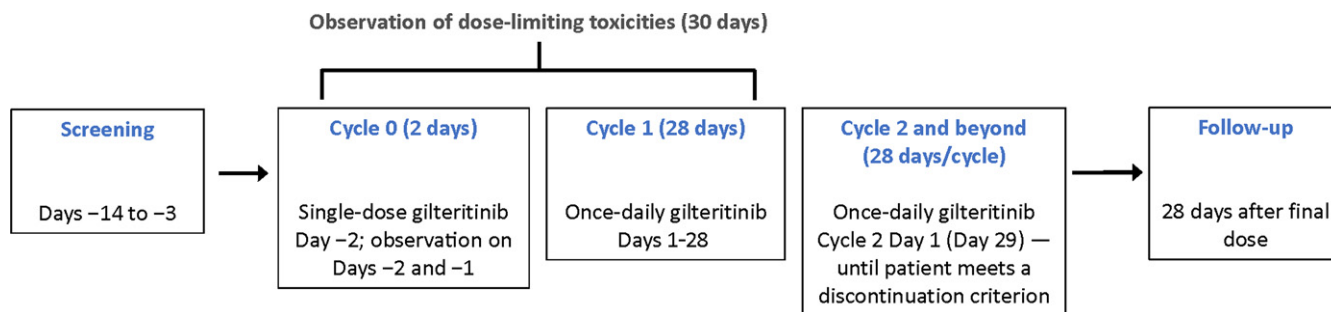 Observation of dose-limiting toxicities (30 days)
Screening
Days −14 to −3
Cycle 0 (2 days)
Single-dose gilteritinib
Day −2; observation on
Days −2 and −1
Cycle 1 (28 days)
Once-daily gilteritinib
Days 1-28
Cycle 2 and beyond
(28 days/cycle)
Once-daily gilteritinib
Cycle 2 Day 1 (Day 29) —
until patient meets a
discontinuation criterion
Follow-up
28 days after final
dose